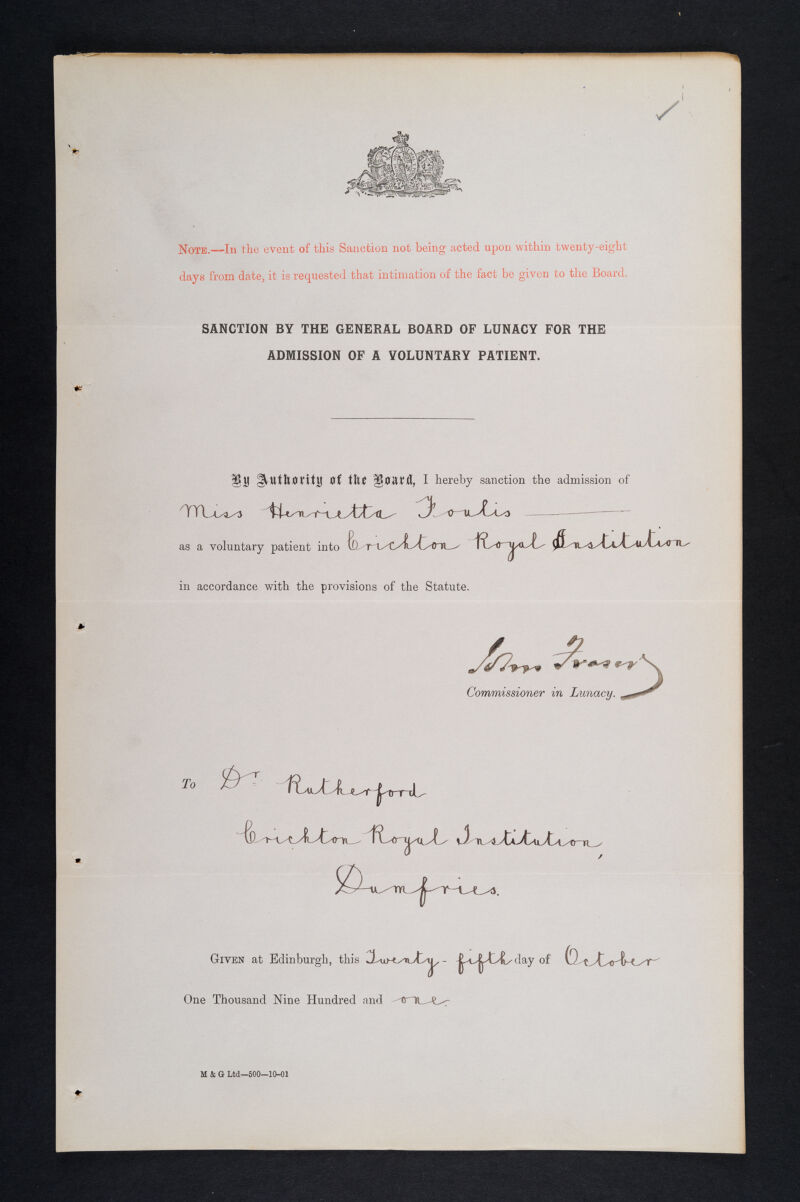 NOTE.—In the event of this Sanction not being acted upon within twenty-eight
days from date, it is requested that intimation of the fact be given to the Board.
SANCTION BY THE GENERAL BOARD OF LUNACY FOR THE
ADMISSION OF A VOLUNTARY PATIENT.
By Authority of the Board, I hereby sanction the admission of
Miss Henrietta Foulis
as a voluntary patient into Crichton Royal Institution
in accordance with the provisions of the Statute.
John Fraser
Commissioner in Lunacy.
To Dr Rutherford
Crichton Royal Institution,
Dumfries.
GIVEN at Edinburgh, this Twenty-fifth day of October
One Thousand Nine Hundred and one.
M & G Ltd—500—10-01